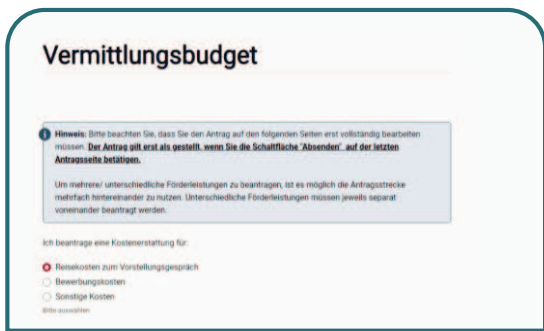 Vermittlungsbudget
Hinweis: Bitte beachten Sie, dass Sie den Antrag auf den folgenden Seiten erst vollständig bearbeiten
müssen. Der Antrag gilt erst als gestellt, wenn Sie die Schaltfläche "Absenden" auf der letzten
Antragsseite betätigen.
Um mehrere/ unterschiedliche Förderleistungen zu beantragen, ist es möglich die Antragsstrecke
mehrfach hintereinander zu nutzen. Unterschiedliche Förderleistungen müssen jeweils separat
voneinander beantragt werden.
Ich beantrage eine Kostenerstattung für:
Reisekosten zum Vorstellungsgespräch
Bewerbungskosten
Sonstige Kosten
Bitte auswählen